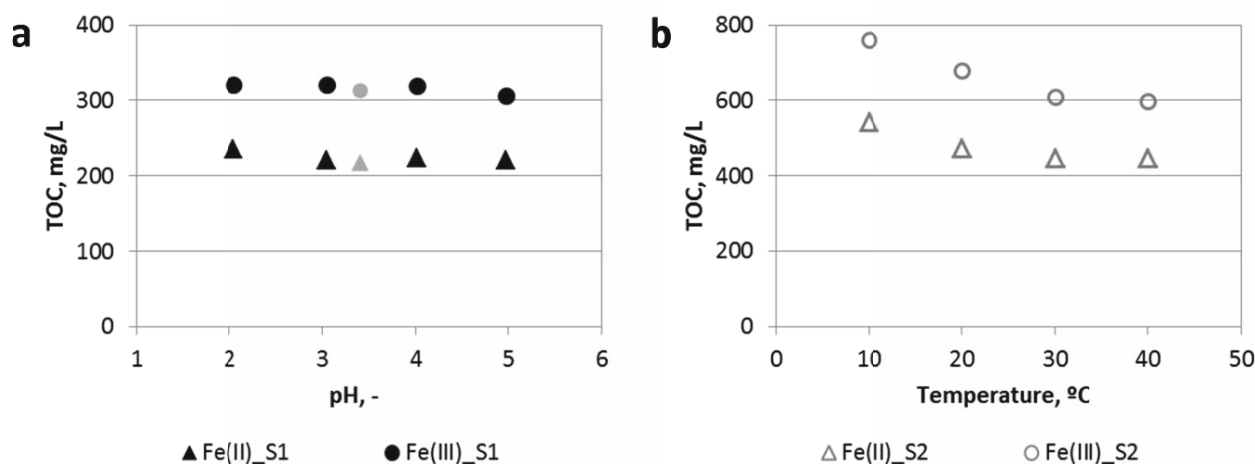 a
400
300
200
100
0
TOC, mg/L
1 2 3 4 5 6
pH, -
Fe(II)_S1 Fe(III)_S1
b
800
600
400
200
0
TOC, mg/L
0 10 20 30 40 50
Temperature, ºC
Fe(II)_S2 Fe(III)_S2